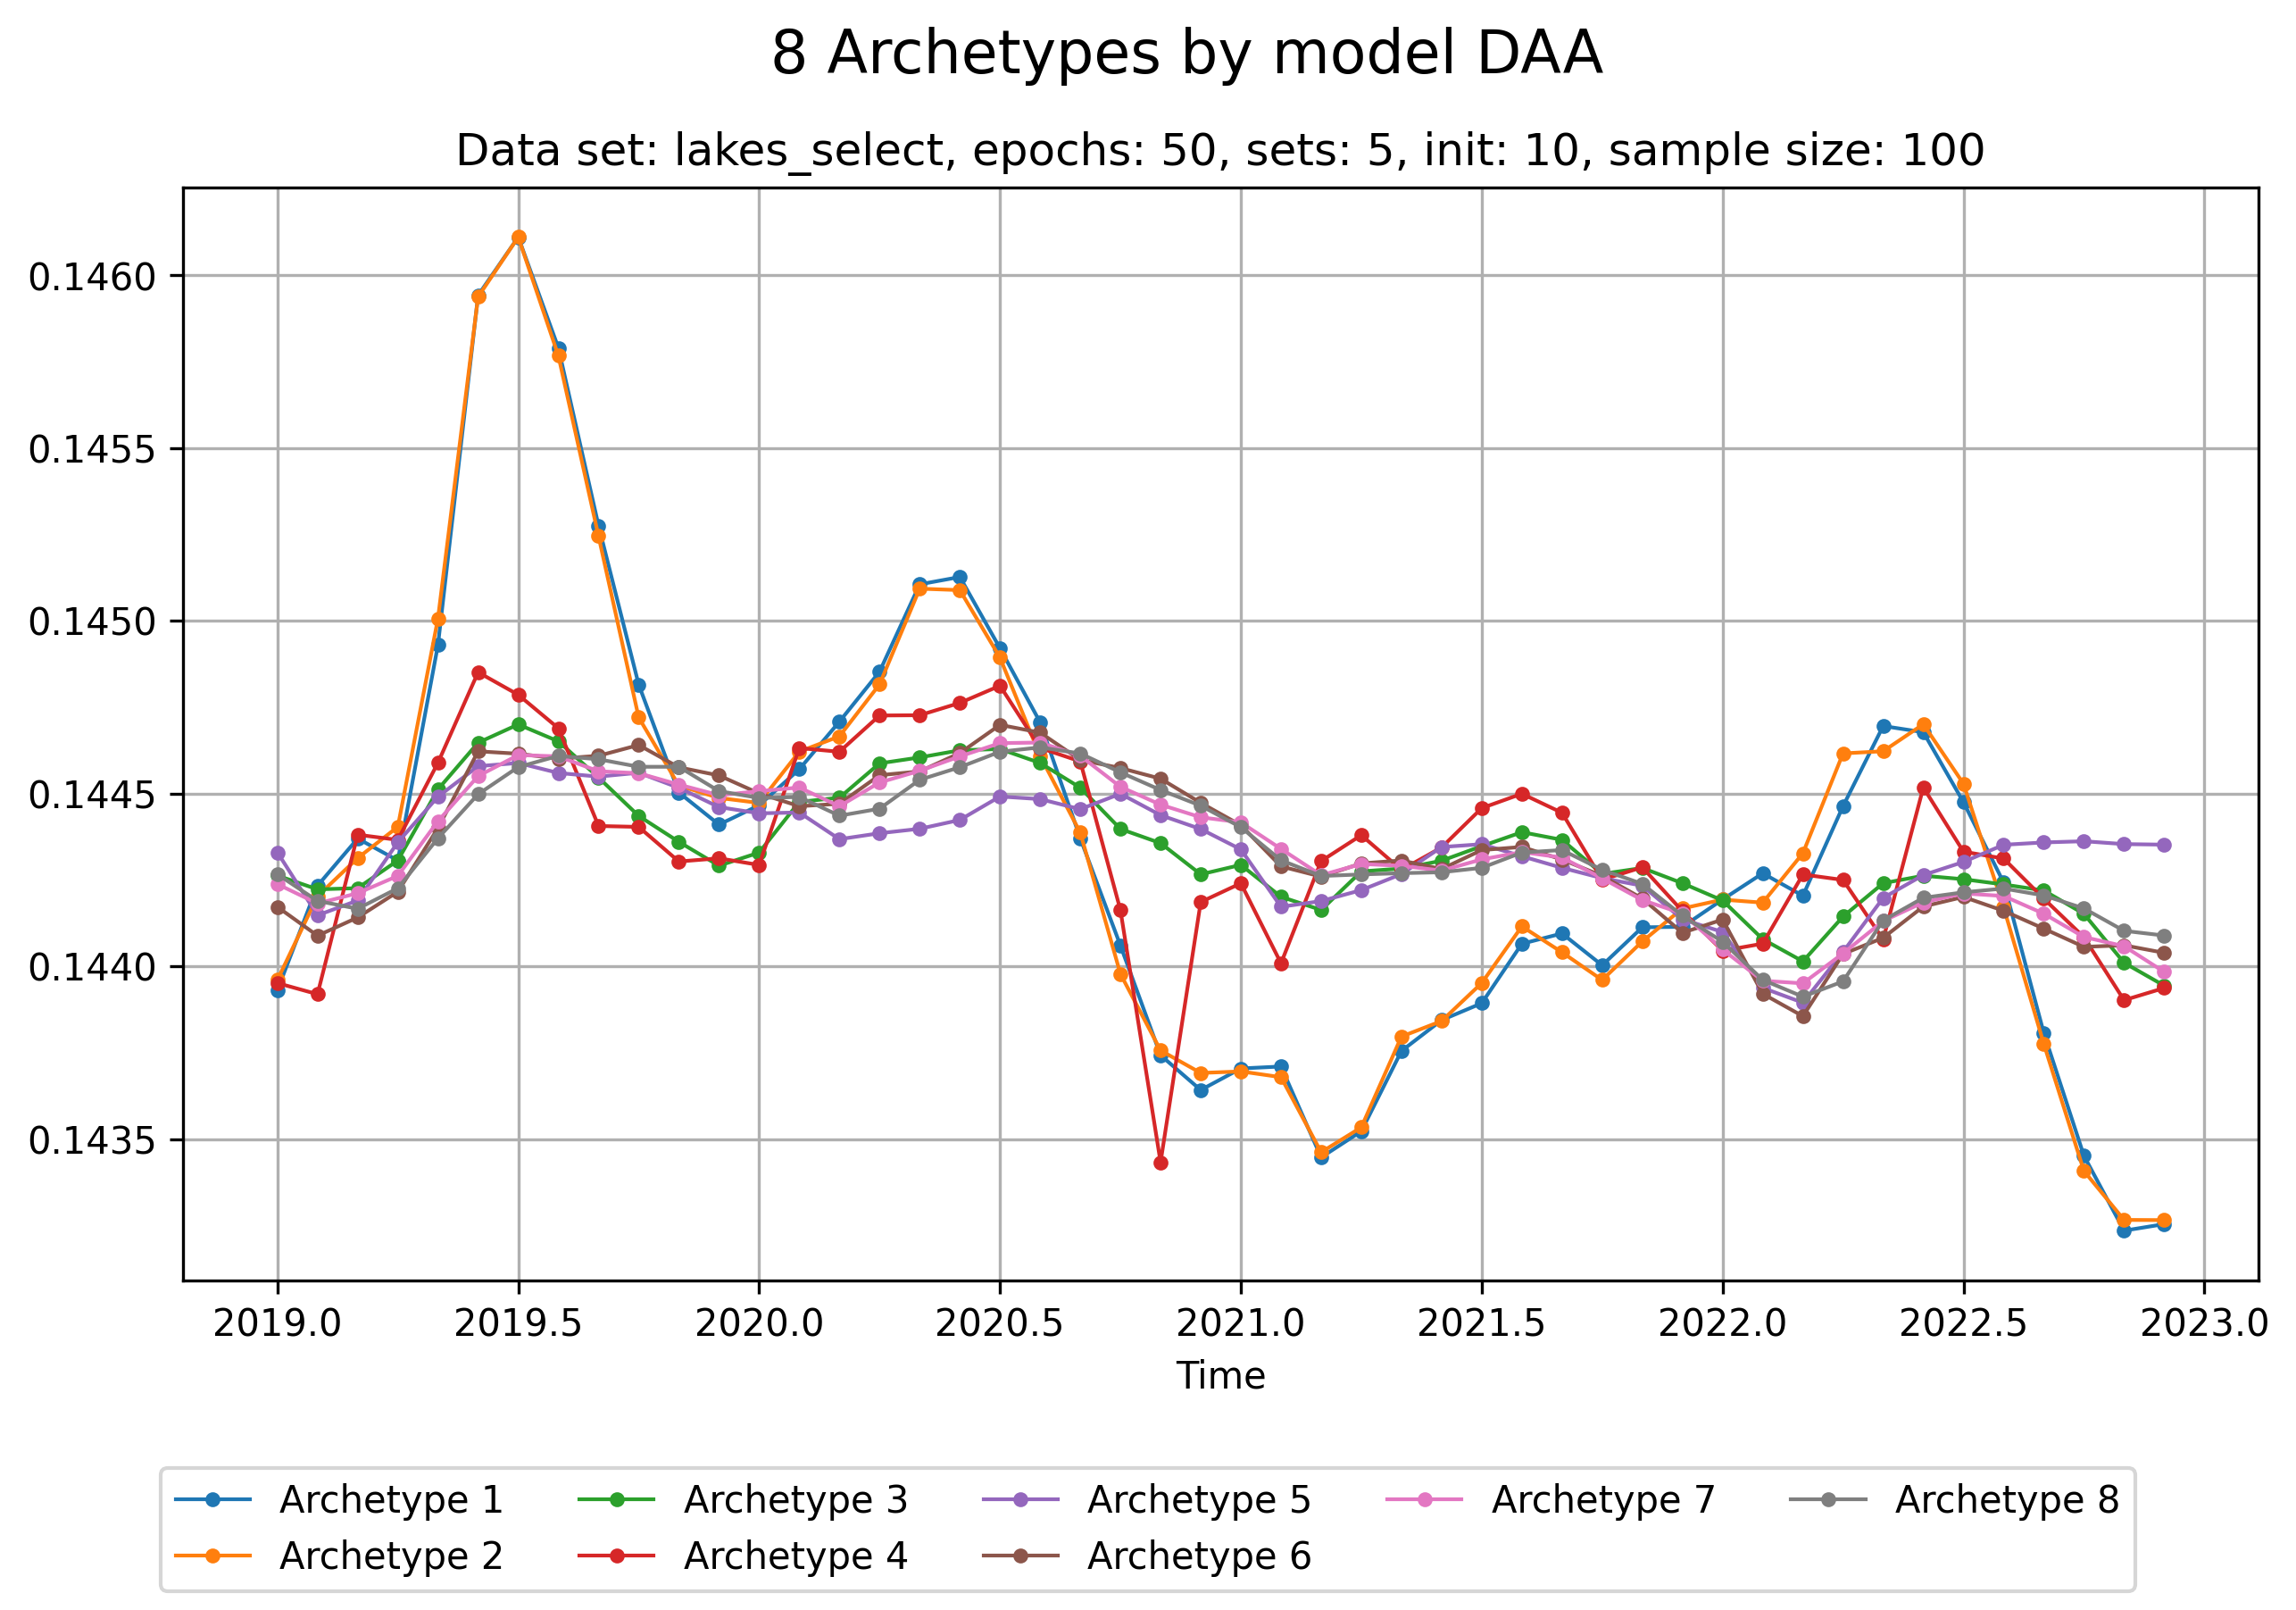 8 Archetypes by model DAA
Data set: lakes_select, epochs: 50, sets: 5, init: 10, sample size: 100
0.1460
0.1455
0.1450
0.1445
0.1440
0.1435
2019.0 2019.5 2020.0 2020.5 2021.0 2021.5 2022.0 2022.5 2023.0
Time
Archetype 1 Archetype 3 Archetype 5 Archetype 7 Archetype 8
Archetype 2 Archetype 4 Archetype 6